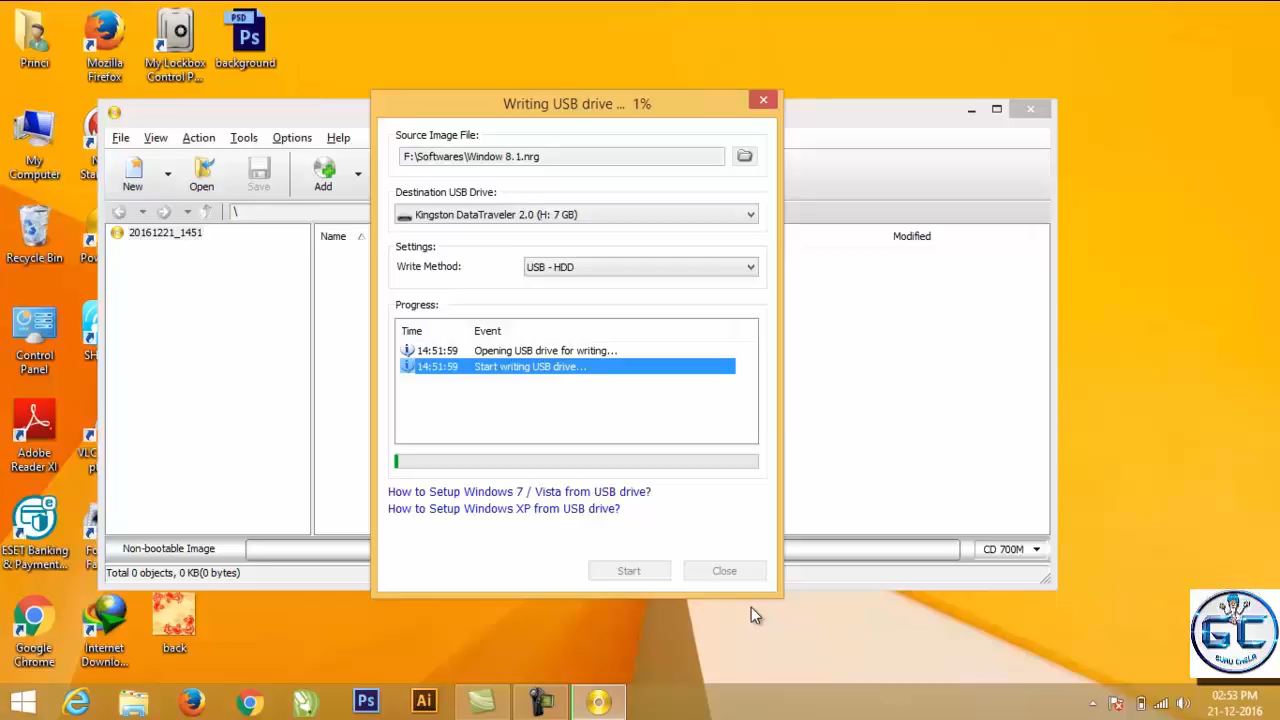 Princi
Mozilla
Firefox
My Lockbox
Control P...
PSD
Ps
background
My
Computer
Recycle Bin
Control
Panel
Adobe
Reader XI
ESET Banking
& Payment...
Google
Chrome
Internet
Downlo...
back
File View Action Tools Options Help
New Open Save Add
\
20161221_1451
Name
Modified
Non-bootable Image
CD 700M
Total 0 objects, 0 KB(0 bytes)
Writing USB drive ... 1%
Source Image File:
F:\Softwares\Window 8.1.nrg
Destination USB Drive:
Kingston DataTraveler 2.0 (H: 7 GB)
Settings:
Write Method:
USB - HDD
Progress:
Time Event
14:51:59 Opening USB drive for writing...
14:51:59 Start writing USB drive...
How to Setup Windows 7 / Vista from USB drive?
How to Setup Windows XP from USB drive?
Start Close
GC
GURU CHELA
Ps
Ai
02:53 PM
21-12-2016